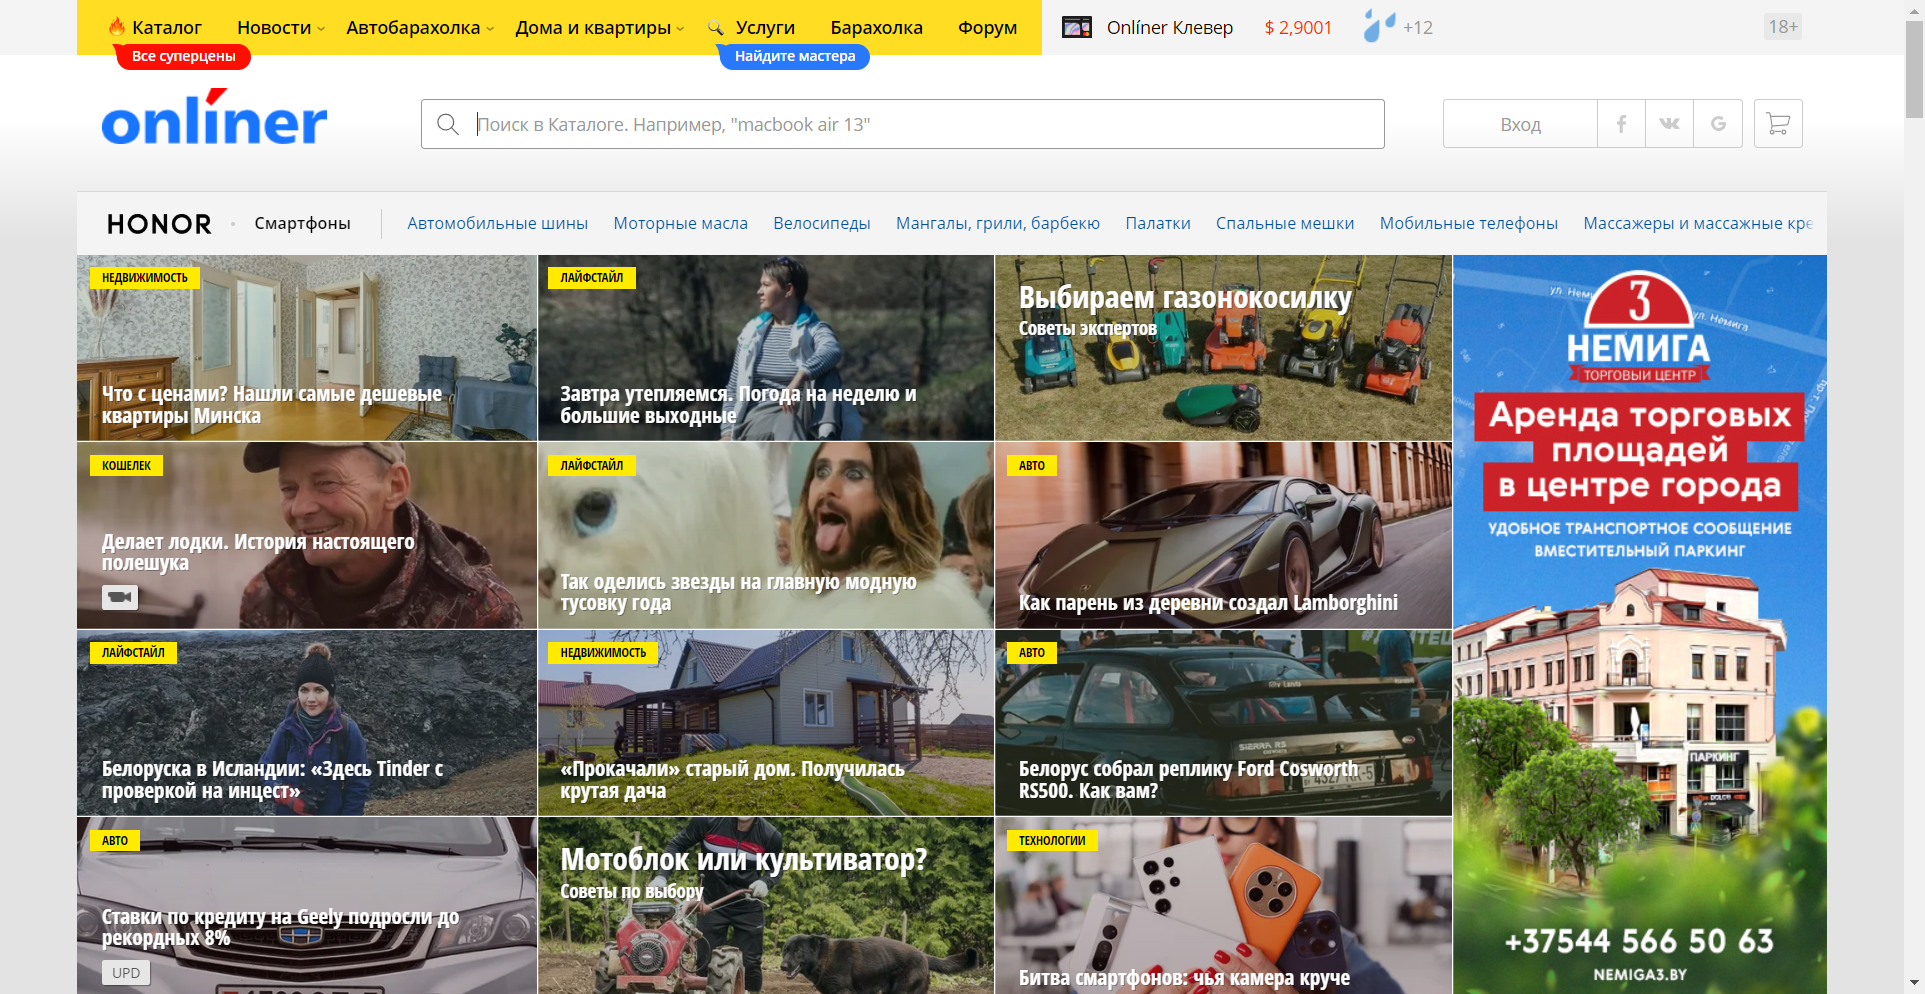 Каталог Новости Автобарахолка Дома и квартиры Услуги Барахолка Форум Onlíner Клевер $ 2,9001 +12 18+
Все суперцены Найдите мастера
onlíner
Поиск в Каталоге. Например, "macbook air 13"
Вход
HONOR · Смартфоны Автомобильные шины Моторные масла Велосипеды Мангалы, грили, барбекю Палатки Спальные мешки Мобильные телефоны Массажеры и массажные кре
НЕДВИЖИМОСТЬ
Что с ценами? Нашли самые дешевые
квартиры Минска
ЛАЙФСТАЙЛ
Завтра утепляемся. Погода на неделю и
большие выходные
Выбираем газонокосилку
Советы экспертов
КОШЕЛЕК
Делает лодки. История настоящего
полешука
ЛАЙФСТАЙЛ
Так оделись звезды на главную модную
тусовку года
АВТО
Как парень из деревни создал Lamborghini
ЛАЙФСТАЙЛ
Белоруска в Исландии: «Здесь Tinder с
проверкой на инцест»
НЕДВИЖИМОСТЬ
«Прокачали» старый дом. Получилась
крутая дача
АВТО
SIERRA RS
Белорус собрал реплику Ford Cosworth
RS500. Как вам?
АВТО
Ставки по кредиту на Geely подросли до
рекордных 8%
UPD
Мотоблок или культиватор?
Советы по выбору
ТЕХНОЛОГИИ
Битва смартфонов: чья камера круче
ул. Немига
3
НЕМИГА
ТОРГОВЫЙ ЦЕНТР
Аренда торговых
площадей
в центре города
УДОБНОЕ ТРАНСПОРТНОЕ СООБЩЕНИЕ
ВМЕСТИТЕЛЬНЫЙ ПАРКИНГ
ПАРКИНГ
+37544 566 50 63
NEMIGA3.BY